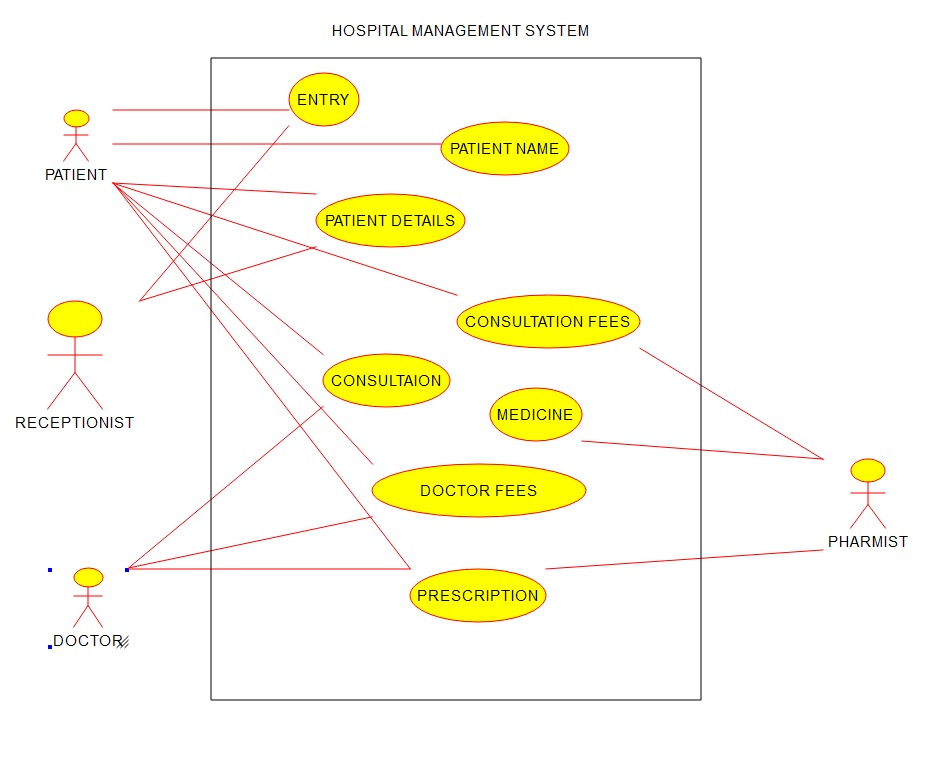 HOSPITAL MANAGEMENT SYSTEM
ENTRY
PATIENT NAME
PATIENT
PATIENT DETAILS
CONSULTATION FEES
CONSULTAION
MEDICINE
RECEPTIONIST
DOCTOR FEES
PHARMIST
PRESCRIPTION
DOCTOR